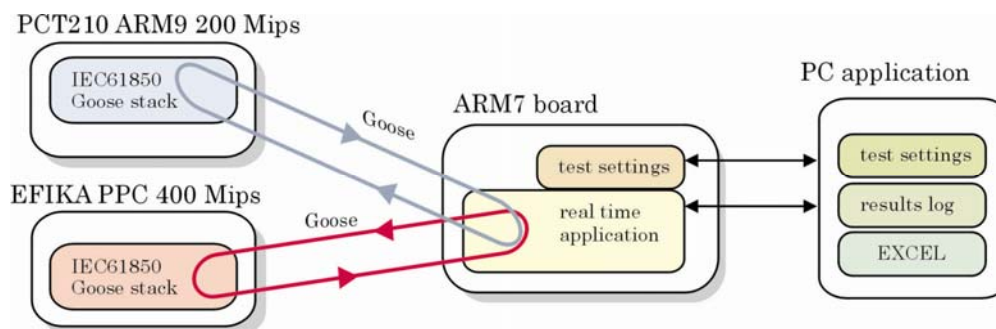 PCT210 ARM9 200 Mips
IEC61850
Goose stack
EFIKA PPC 400 Mips
IEC61850
Goose stack
Goose
Goose
ARM7 board
test settings
real time
application
PC application
test settings
results log
EXCEL